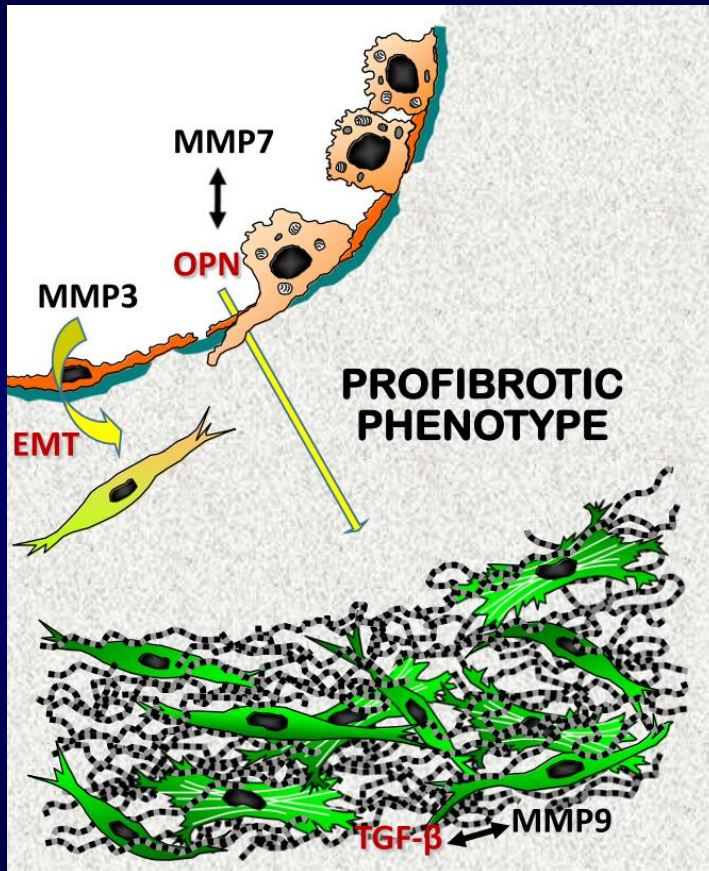 MMP7
OPN
MMP3
PROFIBROTIC
PHENOTYPE
EMT
TGF-β
MMP9